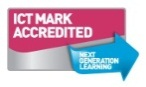 ICT MARK
ACCREDITED
NEXT
GENERATION
LEARNING